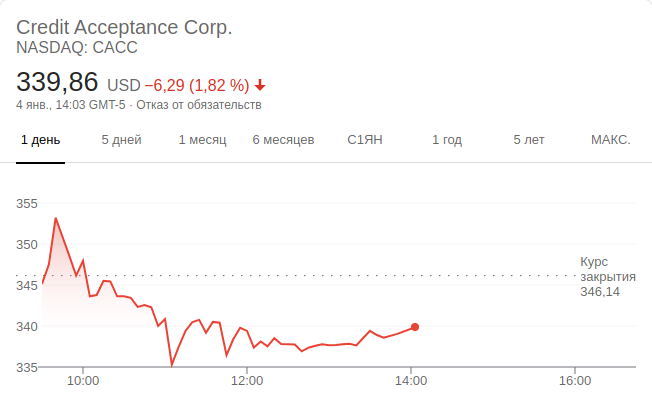 Credit Acceptance Corp.
NASDAQ: CACC
339,86 USD −6,29 (1,82 %)
4 янв., 14:03 GMT-5 · Отказ от обязательств
1 день 5 дней 1 месяц 6 месяцев С1ЯН 1 год 5 лет МАКС.
355
350
Курс
закрытия
346,14
345
340
335
10:00 12:00 14:00 16:00